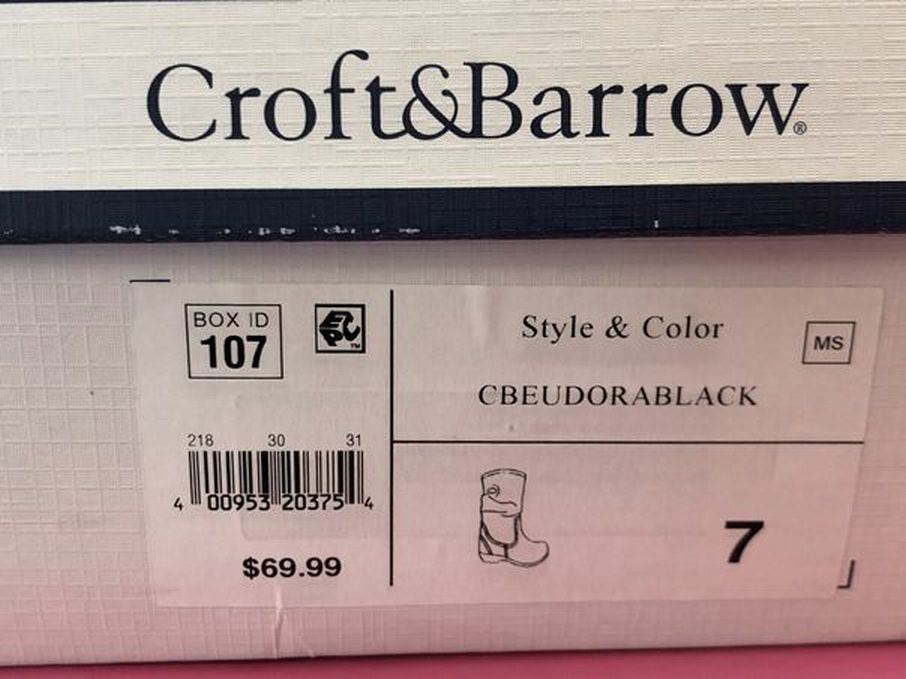 Croft&Barrow®
BOX ID
107
EPC™
Style & Color
MS
CBEUDORABLACK
218 30 31
4 00953 20375 4
$69.99
7